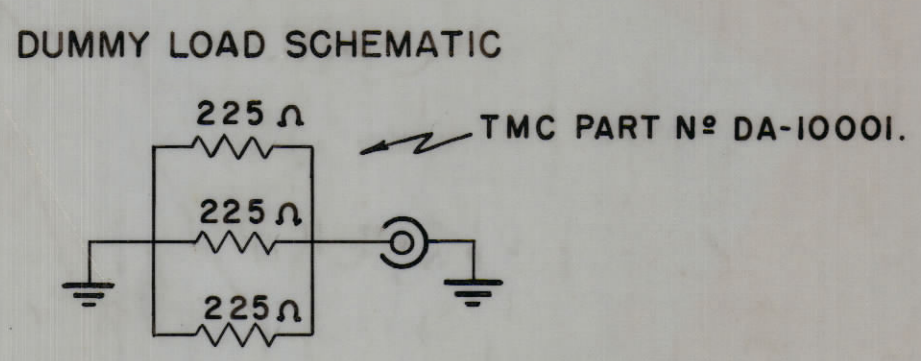 DUMMY LOAD SCHEMATIC
225 Ω
TMC PART Nº DA-10001.
225 Ω
225 Ω